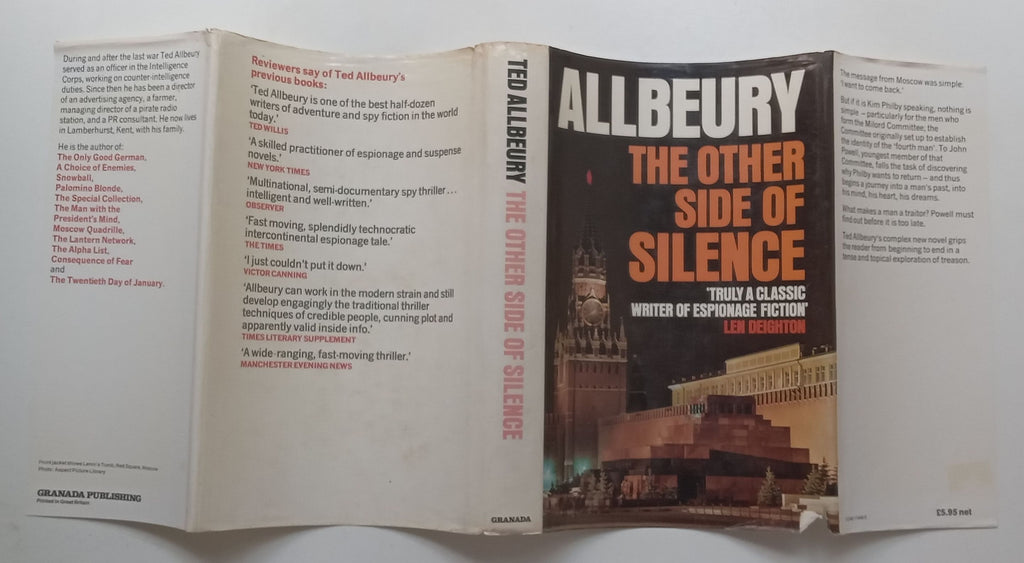 During and after the last war Ted Allbeury
served as an officer in the Intelligence
Corps, working on counter-intelligence
duties. Since then he has been a director
of an advertising agency, a farmer,
managing director of a pirate radio
station, and a PR consultant. He now lives
in Lamberhurst, Kent, with his family.
He is the author of:
The Only Good German,
A Choice of Enemies,
Snowball,
Palomino Blonde,
The Special Collection,
The Man with the
President's Mind,
Moscow Quadrille,
The Lantern Network,
The Alpha List,
Consequence of Fear
and
The Twentieth Day of January.
Front jacket shows Lenin's Tomb, Red Square, Moscow
Photo: Aspect Picture Library
GRANADA PUBLISHING
Printed in Great Britain
Reviewers say of Ted Allbeury's
previous books:
'Ted Allbeury is one of the best half-dozen
writers of adventure and spy fiction in the world
today.'
TED WILLIS
'A skilled practitioner of espionage and suspense
novels.'
NEW YORK TIMES
'Multinational, semi-documentary spy thriller...
intelligent and well-written.'
OBSERVER
'Fast moving, splendidly technocratic
intercontinental espionage tale.'
THE TIMES
'I just couldn't put it down.'
VICTOR CANNING
'Allbeury can work in the modern strain and still
develop engagingly the traditional thriller
techniques of credible people, cunning plot and
apparently valid inside info.'
TIMES LITERARY SUPPLEMENT
'A wide-ranging, fast-moving thriller.'
MANCHESTER EVENING NEWS
TED ALLBEURY THE OTHER SIDE OF SILENCE
GRANADA
ALLBEURY
THE OTHER
SIDE OF
SILENCE
'TRULY A CLASSIC
WRITER OF ESPIONAGE FICTION'
LEN DEIGHTON
The message from Moscow was simple:
'I want to come back.'
But if it is Kim Philby speaking, nothing is
simple – particularly for the men who
form the Milord Committee; the
Committee originally set up to establish
the identity of the 'fourth man'. To John
Powell, youngest member of that
Committee, falls the task of discovering
why Philby wants to return – and thus
begins a journey into a man's past, into
his mind, his heart, his dreams.
What makes a man a traitor? Powell must
find out before it is too late.
Ted Allbeury's complex new novel grips
the reader from beginning to end in a
tense and topical exploration of treason.
£5.95 net